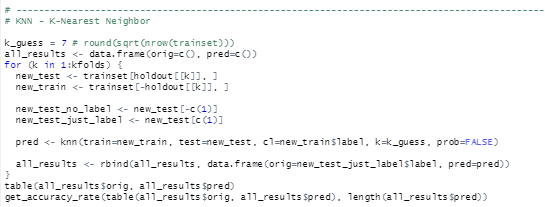 # --------------------------------------------------------------------------------
# KNN - K-Nearest Neighbor
k_guess = 7 # round(sqrt(nrow(trainset)))
all_results <- data.frame(orig=c(), pred=c())
for (k in 1:kfolds) {
new_test <- trainset[holdout[[k]], ]
new_train <- trainset[-holdout[[k]], ]
new_test_no_label <- new_test[-c(1)]
new_test_just_label <- new_test[c(1)]
pred <- knn(train=new_train, test=new_test, cl=new_train$label, k=k_guess, prob=FALSE)
all_results <- rbind(all_results, data.frame(orig=new_test_just_label$label, pred=pred))
}
table(all_results$orig, all_results$pred)
get_accuracy_rate(table(all_results$orig, all_results$pred), length(all_results$pred))